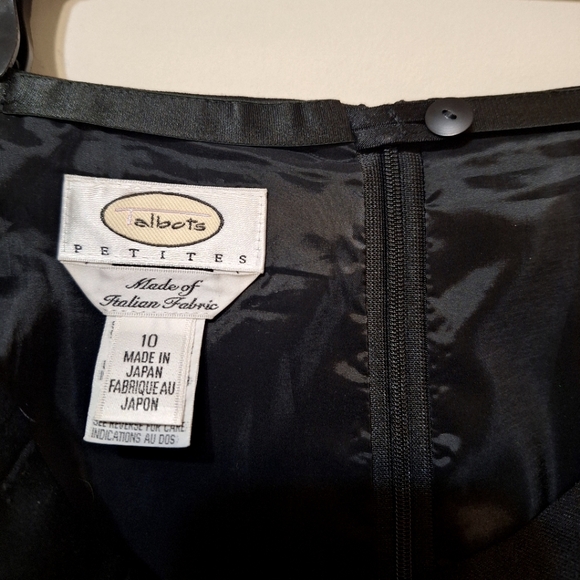 Talbots
PETITES
Made of
Italian Fabric
10
MADE IN
JAPAN
FABRIQUE AU
JAPON
SEE REVERSE FOR CARE
INDICATIONS AU DOS